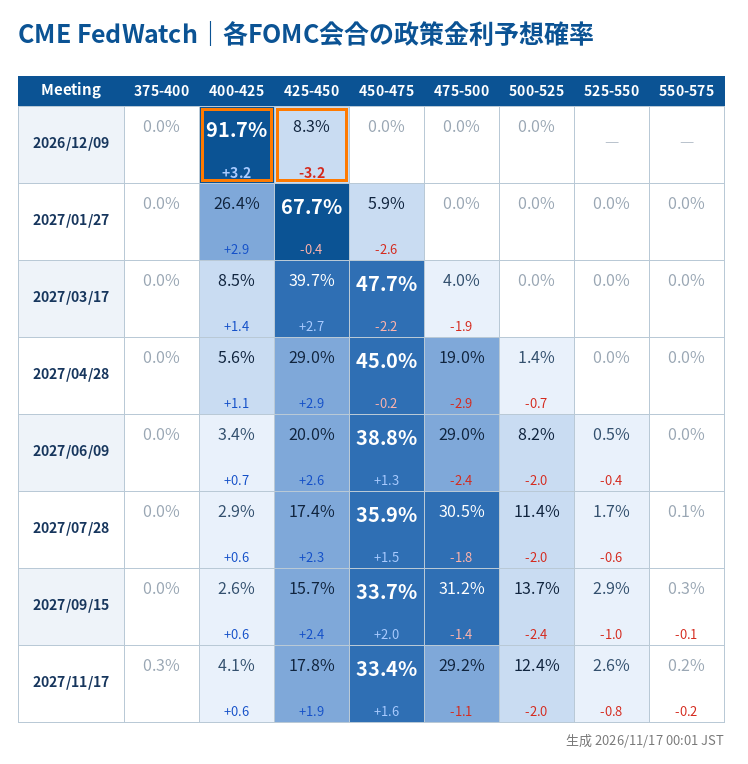 CME FedWatch｜各FOMC会合の政策金利予想確率
Meeting 375-400 400-425 425-450 450-475 475-500 500-525 525-550 550-575
2026/12/09 0.0% 91.7% 8.3% 0.0% 0.0% 0.0% — —
+3.2 -3.2
2027/01/27 0.0% 26.4% 67.7% 5.9% 0.0% 0.0% 0.0% 0.0%
+2.9 -0.4 -2.6
2027/03/17 0.0% 8.5% 39.7% 47.7% 4.0% 0.0% 0.0% 0.0%
+1.4 +2.7 -2.2 -1.9
2027/04/28 0.0% 5.6% 29.0% 45.0% 19.0% 1.4% 0.0% 0.0%
+1.1 +2.9 -0.2 -2.9 -0.7
2027/06/09 0.0% 3.4% 20.0% 38.8% 29.0% 8.2% 0.5% 0.0%
+0.7 +2.6 +1.3 -2.4 -2.0 -0.4
2027/07/28 0.0% 2.9% 17.4% 35.9% 30.5% 11.4% 1.7% 0.1%
+0.6 +2.3 +1.5 -1.8 -2.0 -0.6
2027/09/15 0.0% 2.6% 15.7% 33.7% 31.2% 13.7% 2.9% 0.3%
+0.6 +2.4 +2.0 -1.4 -2.4 -1.0 -0.1
2027/11/17 0.3% 4.1% 17.8% 33.4% 29.2% 12.4% 2.6% 0.2%
+0.6 +1.9 +1.6 -1.1 -2.0 -0.8 -0.2
生成 2026/11/17 00:01 JST